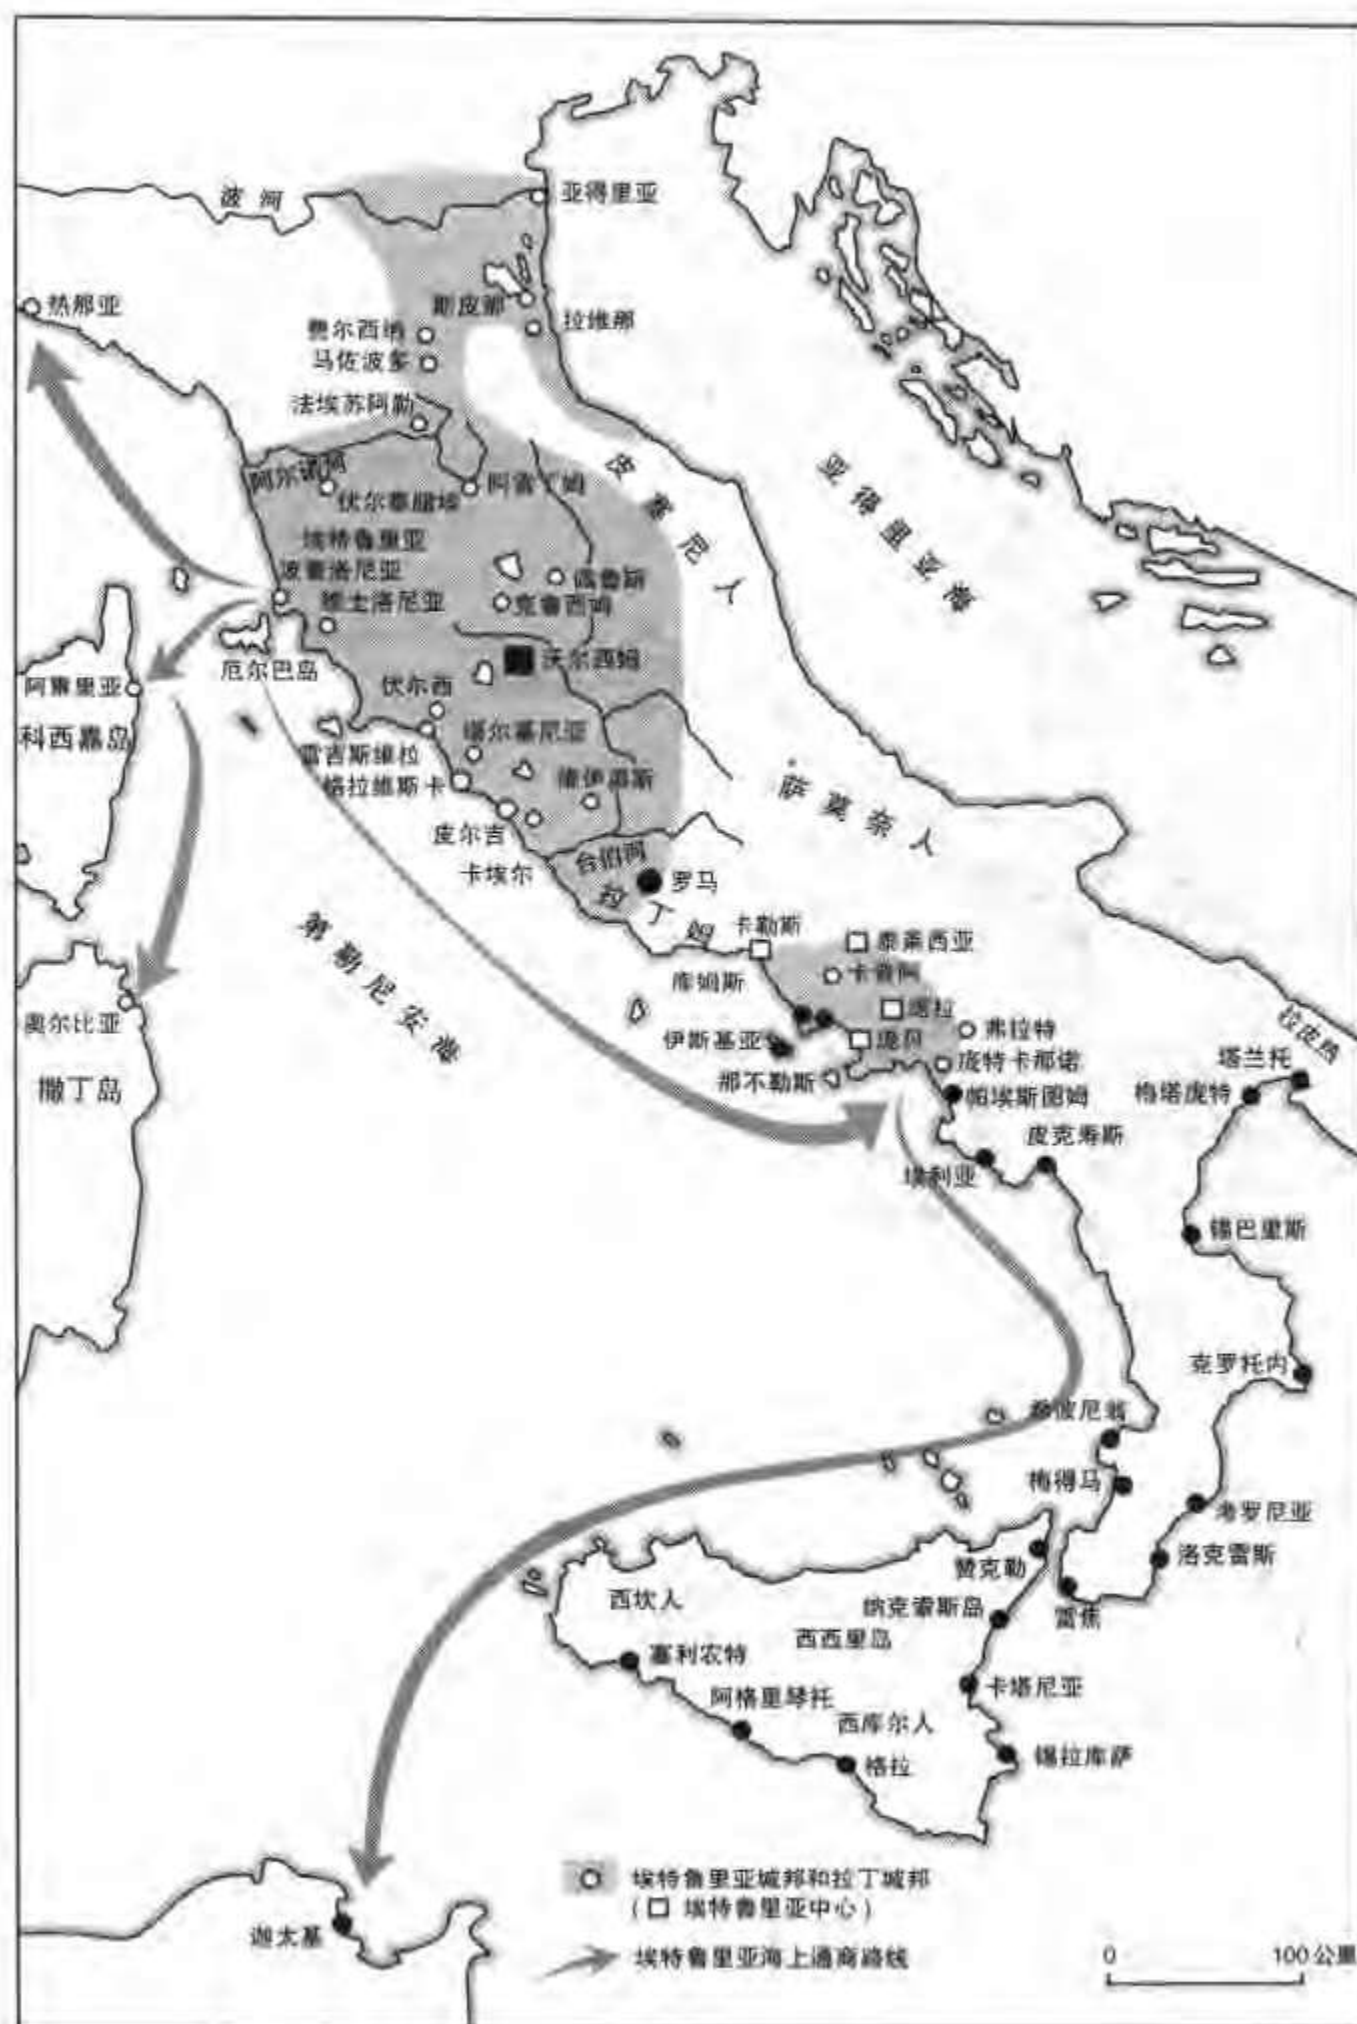 波河
亚得里亚
热那亚
斯皮那
拉维那
费尔西纳
马佐波多
法埃苏阿勒
阿尔诺河
伏尔泰腊埃
阿雷丁姆
皮塞尼人
亚得里亚海
埃特鲁里亚
波普洛尼亚
佩鲁斯
维土洛尼亚
克鲁西姆
沃尔西姆
厄尔巴岛
阿雷里亚
伏尔西
科西嘉岛
塔尔基尼亚
雷吉斯维拉
格拉维斯卡
维伊恩斯
萨莫奈人
皮尔吉
卡埃尔
台伯河
罗马
拉丁姆
第勒尼安海
卡勒斯
泰桑西亚
库姆斯
卡普阿
奥尔比亚
诺拉
弗拉特
伊斯基亚
庞贝
庞特卡那诺
那不勒斯
撒丁岛
帕埃斯图姆
塔兰托
梅塔庞特
皮克寿斯
埃利亚
锡巴里斯
克罗托内
希波尼翁
梅得马
考罗尼亚
洛克雷斯
赞克勒
西坎人
纳克索斯岛
雷焦
西西里岛
塞利农特
卡塔尼亚
阿格里琴托
西库尔人
锡拉库萨
格拉
埃特鲁里亚城邦和拉丁城邦
(□ 埃特鲁里亚中心)
迦太基
埃特鲁里亚海上通商路线
0 100公里